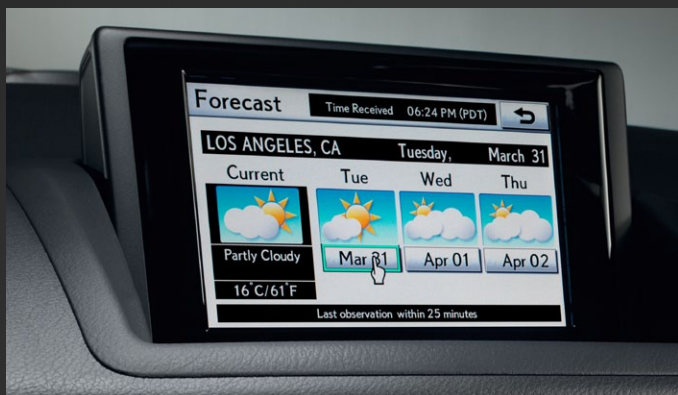 Forecast Time Received 06:24 PM (PDT)
LOS ANGELES, CA Tuesday, March 31
Current Tue Wed Thu
Partly Cloudy Mar 31 Apr 01 Apr 02
16°C/61°F
Last observation within 25 minutes